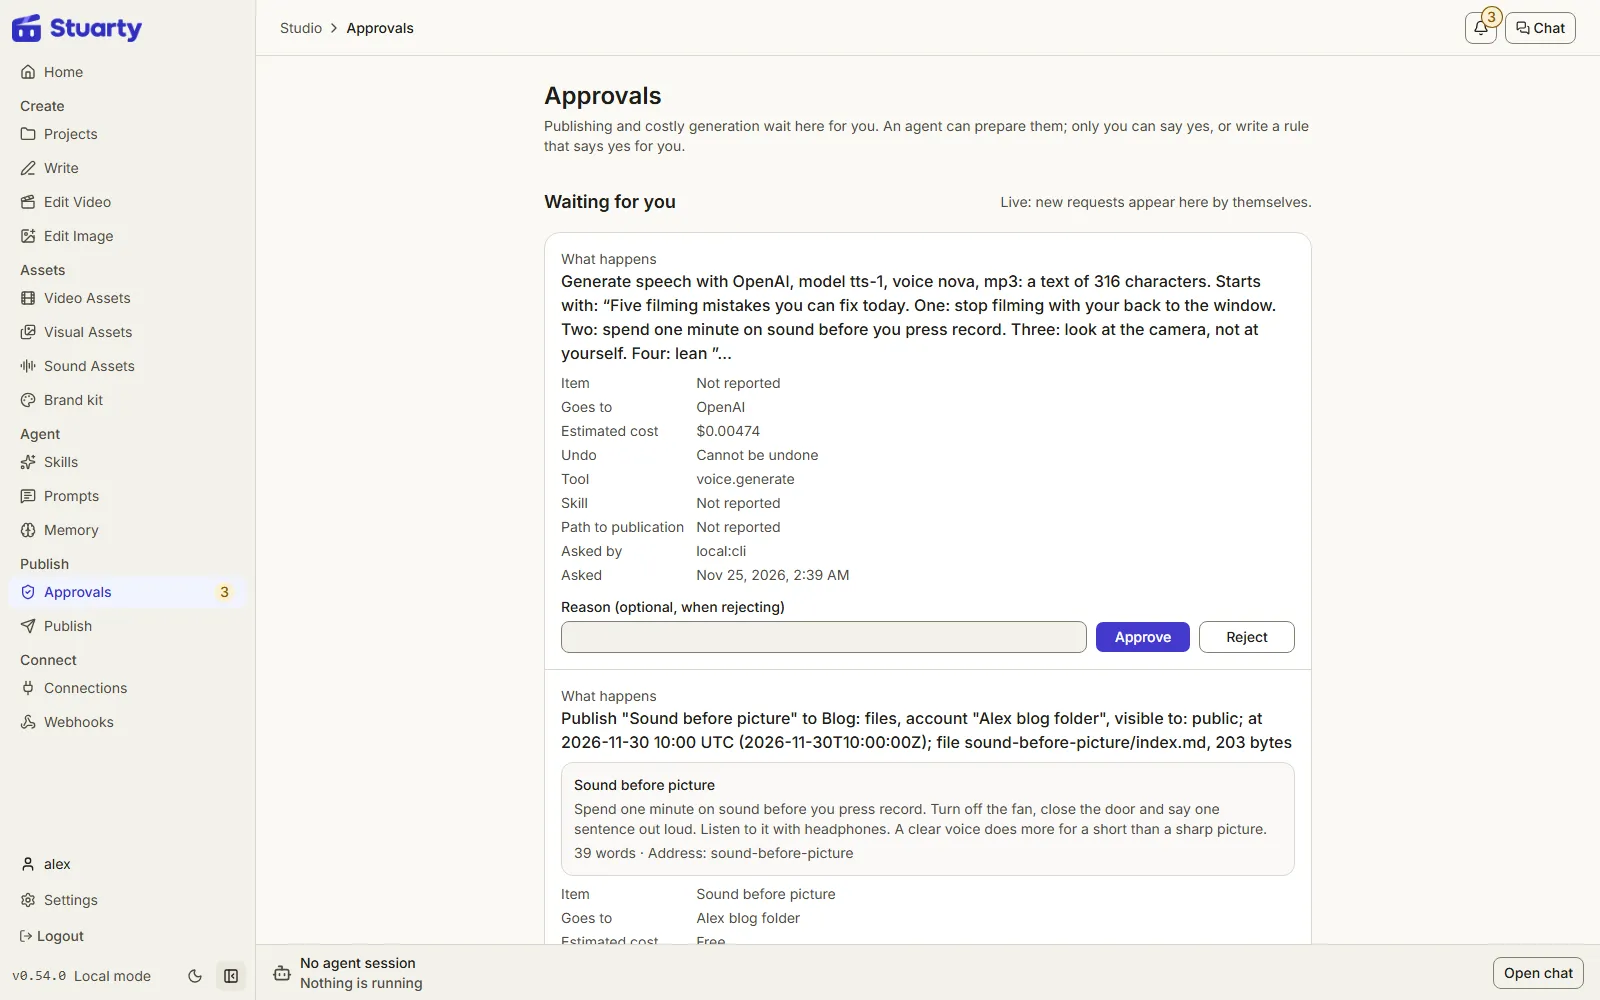 Stuarty
Home
Create
Projects
Write
Edit Video
Edit Image
Assets
Video Assets
Visual Assets
Sound Assets
Brand kit
Agent
Skills
Prompts
Memory
Publish
Approvals 3
Publish
Connect
Connections
Webhooks
alex
Settings
Logout
v0.54.0 Local mode
Studio > Approvals
3
Chat
Approvals
Publishing and costly generation wait here for you. An agent can prepare them; only you can say yes, or write a rule
that says yes for you.
Waiting for you
Live: new requests appear here by themselves.
What happens
Generate speech with OpenAI, model tts-1, voice nova, mp3: a text of 316 characters. Starts
with: “Five filming mistakes you can fix today. One: stop filming with your back to the window.
Two: spend one minute on sound before you press record. Three: look at the camera, not at
yourself. Four: lean ”…
Item Not reported
Goes to OpenAI
Estimated cost $0.00474
Undo Cannot be undone
Tool voice.generate
Skill Not reported
Path to publication Not reported
Asked by local:cli
Asked Nov 25, 2026, 2:39 AM
Reason (optional, when rejecting)
Approve
Reject
What happens
Publish "Sound before picture" to Blog: files, account "Alex blog folder", visible to: public; at
2026-11-30 10:00 UTC (2026-11-30T10:00:00Z); file sound-before-picture/index.md, 203 bytes
Sound before picture
Spend one minute on sound before you press record. Turn off the fan, close the door and say one
sentence out loud. Listen to it with headphones. A clear voice does more for a short than a sharp picture.
39 words · Address: sound-before-picture
Item Sound before picture
Goes to Alex blog folder
Estimated cost Free
No agent session
Nothing is running
Open chat